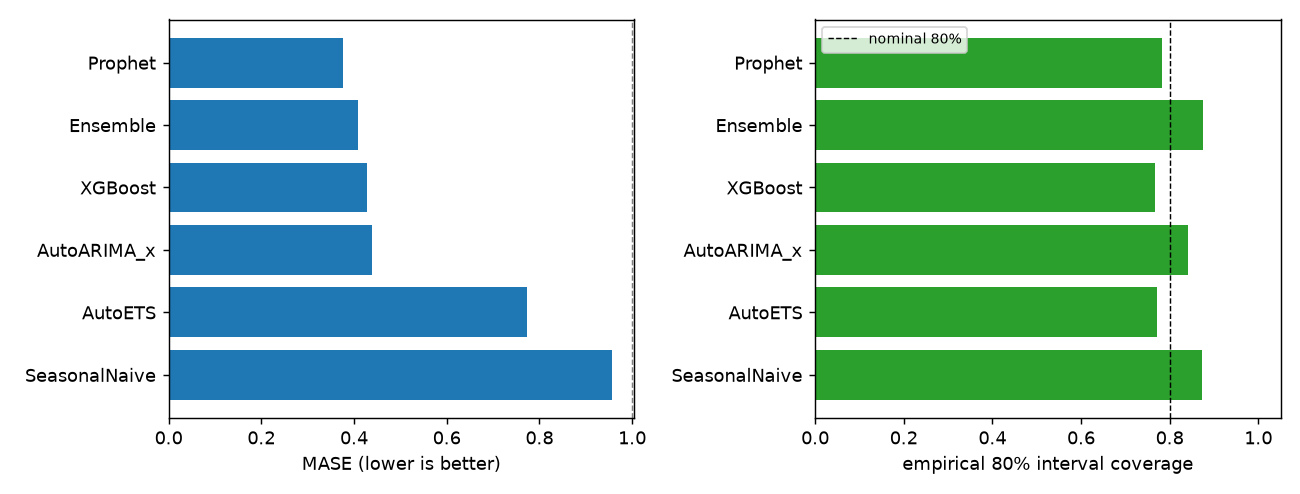 Prophet
Ensemble
XGBoost
AutoARIMA_x
AutoETS
SeasonalNaive
0.0 0.2 0.4 0.6 0.8 1.0
MASE (lower is better)
nominal 80%
Prophet
Ensemble
XGBoost
AutoARIMA_x
AutoETS
SeasonalNaive
0.0 0.2 0.4 0.6 0.8 1.0
empirical 80% interval coverage